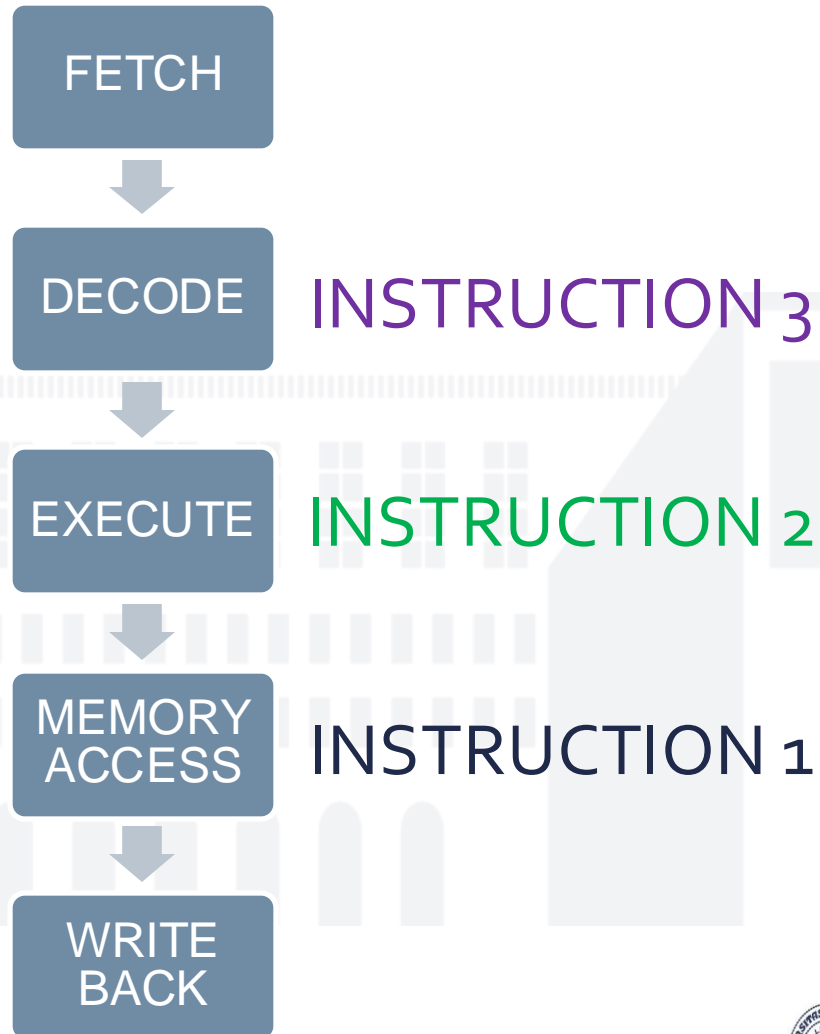 FETCH
DECODE
INSTRUCTION 3
EXECUTE
INSTRUCTION 2
MEMORY
ACCESS
INSTRUCTION 1
WRITE
BACK